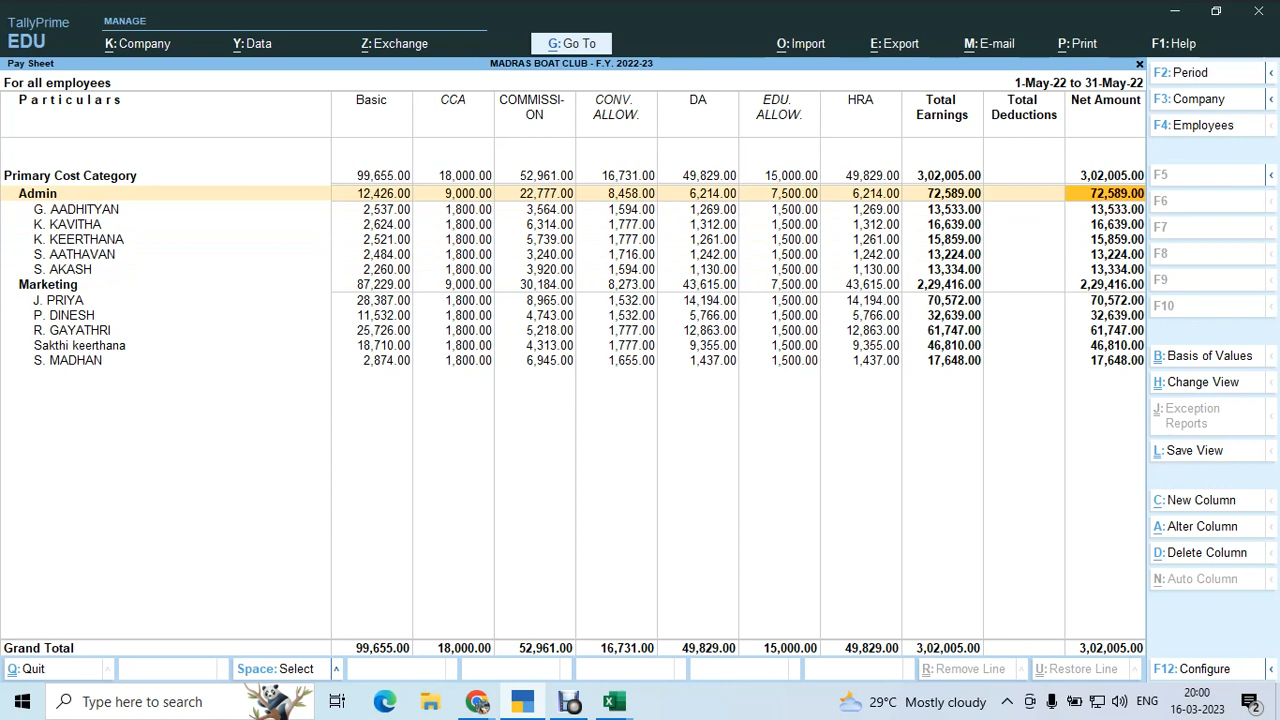 TallyPrime
EDU
MANAGE
K:Company Y:Data Z:Exchange G:Go To O:Import E:Export M:E-mail P:Print F1:Help
Pay Sheet MADRAS BOAT CLUB - F.Y. 2022-23 ×
For all employees 1-May-22 to 31-May-22
Particulars Basic CCA COMMISSI- CONV. DA EDU. HRA Total Total Net Amount
ON ALLOW. ALLOW. Earnings Deductions
Primary Cost Category 99,655.00 18,000.00 52,961.00 16,731.00 49,829.00 15,000.00 49,829.00 3,02,005.00 3,02,005.00
Admin 12,426.00 9,000.00 22,777.00 8,458.00 6,214.00 7,500.00 6,214.00 72,589.00 72,589.00
G. AADHITYAN 2,537.00 1,800.00 3,564.00 1,594.00 1,269.00 1,500.00 1,269.00 13,533.00 13,533.00
K. KAVITHA 2,624.00 1,800.00 6,314.00 1,777.00 1,312.00 1,500.00 1,312.00 16,639.00 16,639.00
K. KEERTHANA 2,521.00 1,800.00 5,739.00 1,777.00 1,261.00 1,500.00 1,261.00 15,859.00 15,859.00
S. AATHAVAN 2,484.00 1,800.00 3,240.00 1,716.00 1,242.00 1,500.00 1,242.00 13,224.00 13,224.00
S. AKASH 2,260.00 1,800.00 3,920.00 1,594.00 1,130.00 1,500.00 1,130.00 13,334.00 13,334.00
Marketing 87,229.00 9,000.00 30,184.00 8,273.00 43,615.00 7,500.00 43,615.00 2,29,416.00 2,29,416.00
J. PRIYA 28,387.00 1,800.00 8,965.00 1,532.00 14,194.00 1,500.00 14,194.00 70,572.00 70,572.00
P. DINESH 11,532.00 1,800.00 4,743.00 1,532.00 5,766.00 1,500.00 5,766.00 32,639.00 32,639.00
R. GAYATHRI 25,726.00 1,800.00 5,218.00 1,777.00 12,863.00 1,500.00 12,863.00 61,747.00 61,747.00
Sakthi keerthana 18,710.00 1,800.00 4,313.00 1,777.00 9,355.00 1,500.00 9,355.00 46,810.00 46,810.00
S. MADHAN 2,874.00 1,800.00 6,945.00 1,655.00 1,437.00 1,500.00 1,437.00 17,648.00 17,648.00
Grand Total 99,655.00 18,000.00 52,961.00 16,731.00 49,829.00 15,000.00 49,829.00 3,02,005.00 3,02,005.00
Q:Quit Space:Select R:Remove Line U:Restore Line
F2:Period
F3:Company
F4:Employees
F5
F6
F7
F8
F9
F10
B:Basis of Values
H:Change View
J:Exception
Reports
L:Save View
C:New Column
A:Alter Column
D:Delete Column
N:Auto Column
F12:Configure
Type here to search 29°C Mostly cloudy ENG 20:00
16-03-2023 2